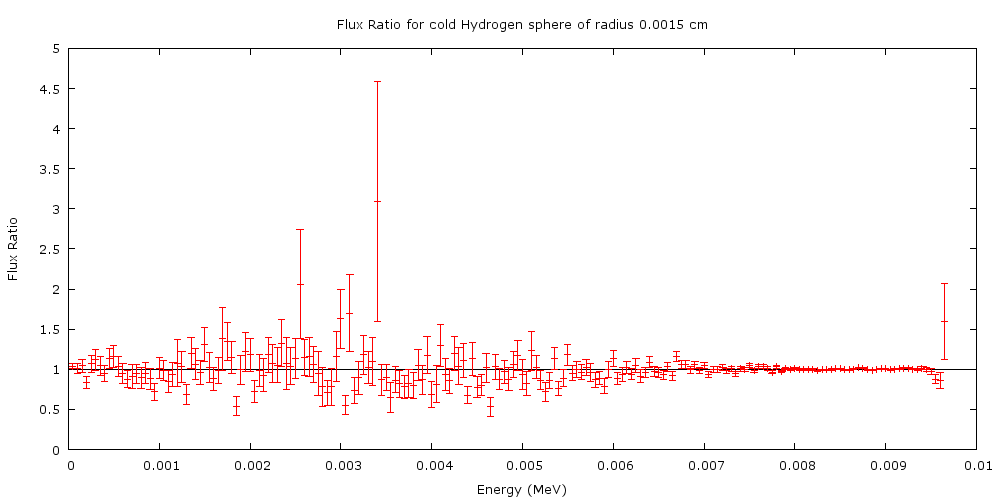 Flux Ratio for cold Hydrogen sphere of radius 0.0015 cm
5
4.5
4
3.5
3
2.5
2
1.5
1
0.5
0
Flux Ratio
0 0.001 0.002 0.003 0.004 0.005 0.006 0.007 0.008 0.009 0.01
Energy (MeV)